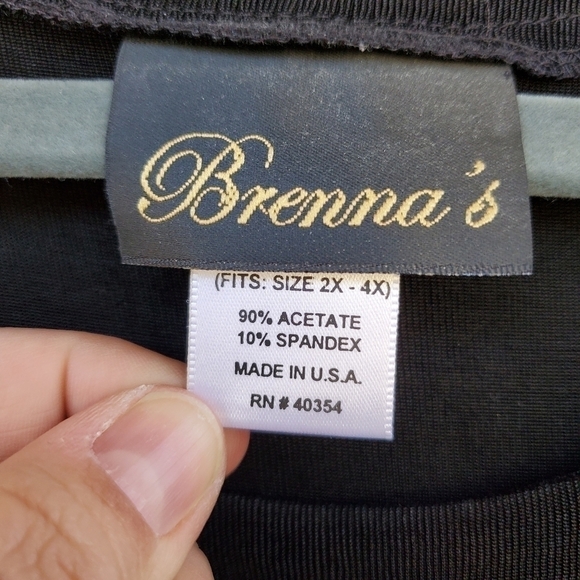 Brenna's
(FITS: SIZE 2X - 4X)
90% ACETATE
10% SPANDEX
MADE IN U.S.A.
RN # 40354